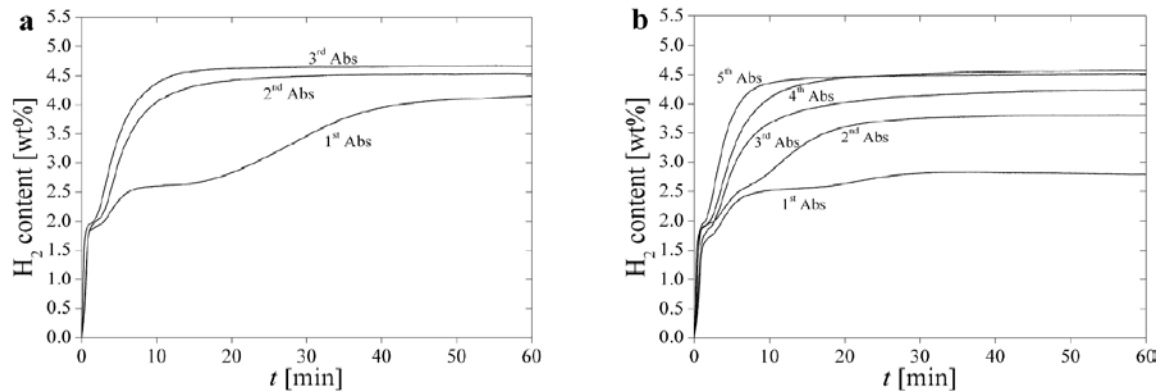 a
H₂ content [wt%]
5.5
5.0
4.5
4.0
3.5
3.0
2.5
2.0
1.5
1.0
0.5
0.0
3rd Abs
2nd Abs
1st Abs
0 10 20 30 40 50 60
t [min]
b
H₂ content [wt%]
5.5
5.0
4.5
4.0
3.5
3.0
2.5
2.0
1.5
1.0
0.5
0.0
5th Abs
4th Abs
3rd Abs
2nd Abs
1st Abs
0 10 20 30 40 50 60
t [min]